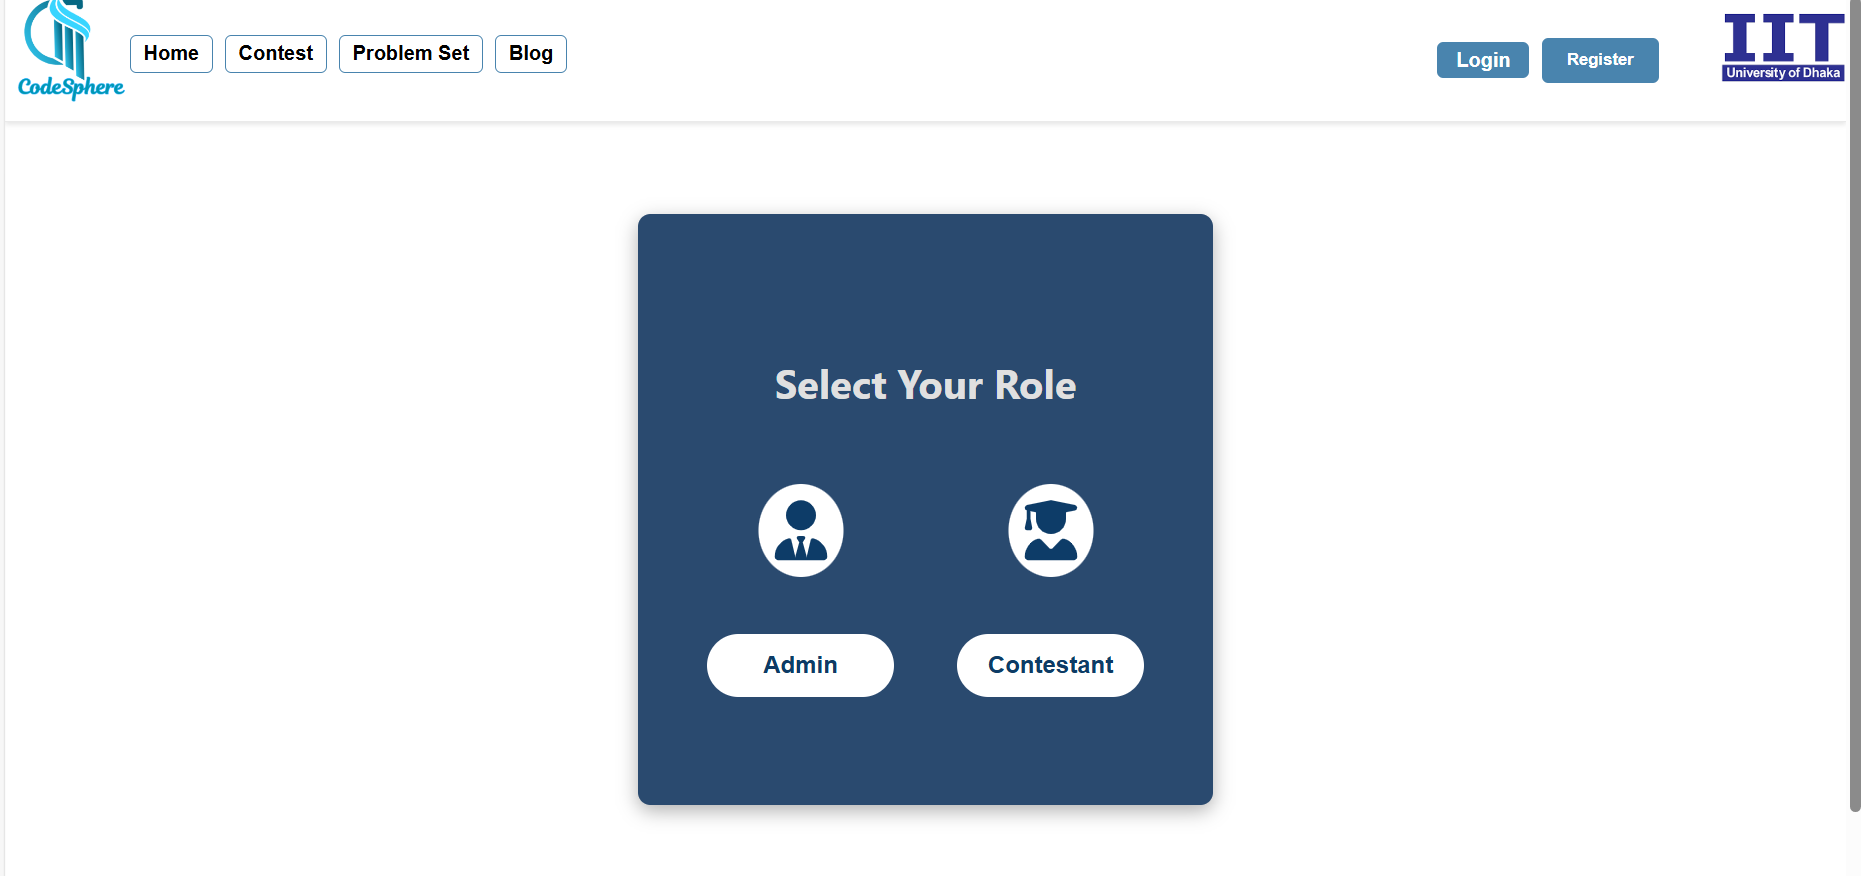 CodeSphere
Home
Contest
Problem Set
Blog
Login
Register
IIT
University of Dhaka
Select Your Role
Admin
Contestant